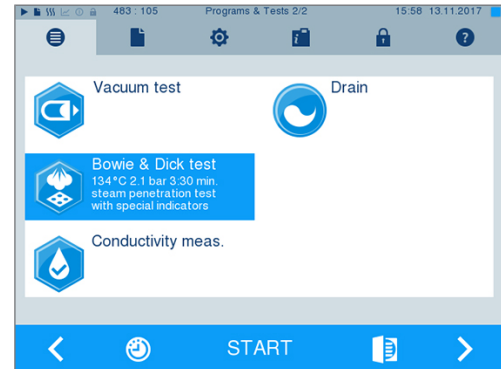 483 : 105
Programs & Tests 2/2
15:58 13.11.2017
Vacuum test
Drain
Bowie & Dick test
134°C 2.1 bar 3:30 min.
steam penetration test
with special indicators
Conductivity meas.
START